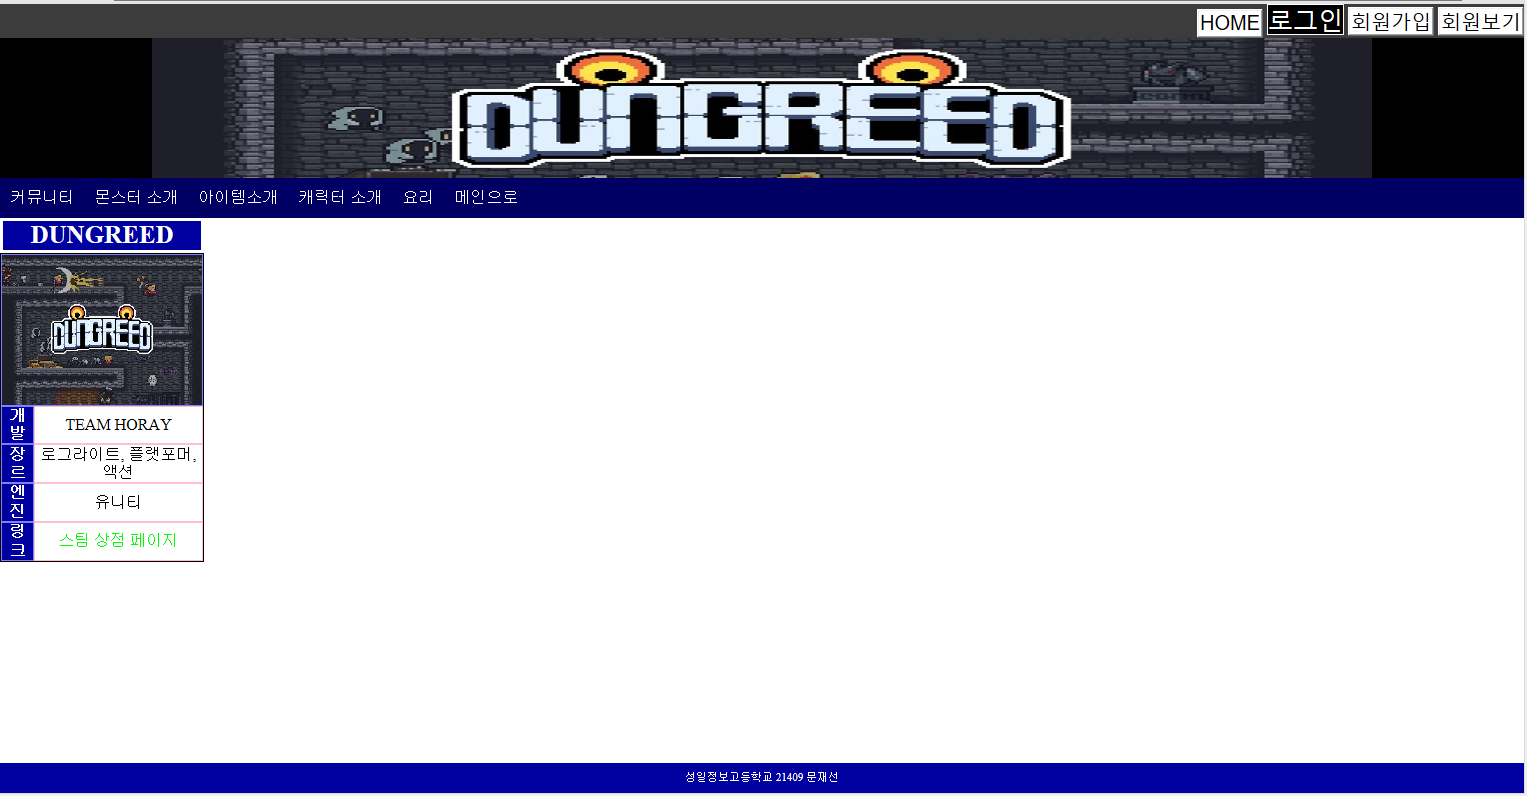 HOME 로그인 회원가입 회원보기
DUNGREED
커뮤니티 몬스터 소개 아이템소개 캐릭터 소개 요리 메인으로
DUNGREED
DUNGREED
개발 TEAM HORAY
장르 로그라이트, 플랫포머,
액션
엔진 유니티
링크 스팀 상점 페이지
성일정보고등학교 21409 문재선